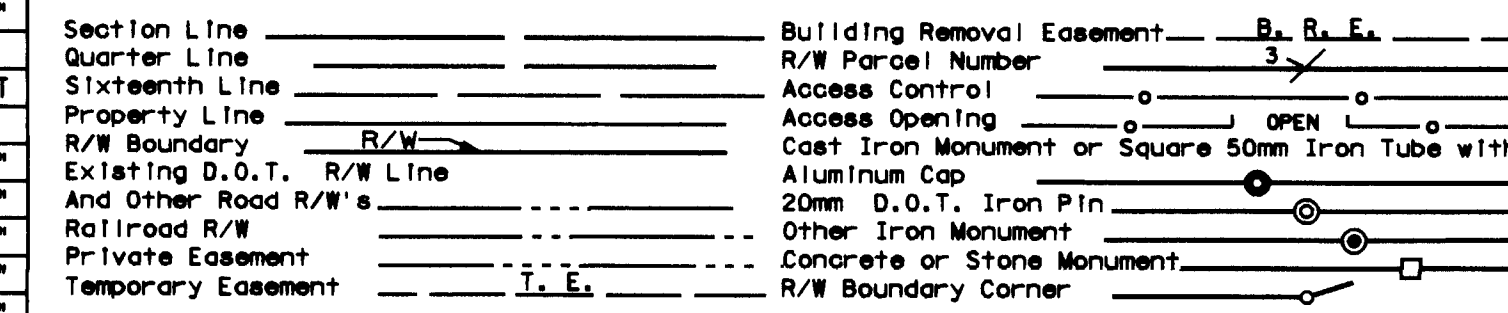 Section Line
Quarter Line
Sixteenth Line
Property Line
R/W Boundary R/W
Existing D.O.T. R/W Line
And Other Road R/W's
Railroad R/W
Private Easement
Temporary Easement T. E.
Building Removal Easement B. R. E.
R/W Parcel Number 3
Access Control
Access Opening OPEN
Cast Iron Monument or Square 50mm Iron Tube with
Aluminum Cap
20mm D.O.T. Iron Pin
Other Iron Monument
Concrete or Stone Monument
R/W Boundary Corner